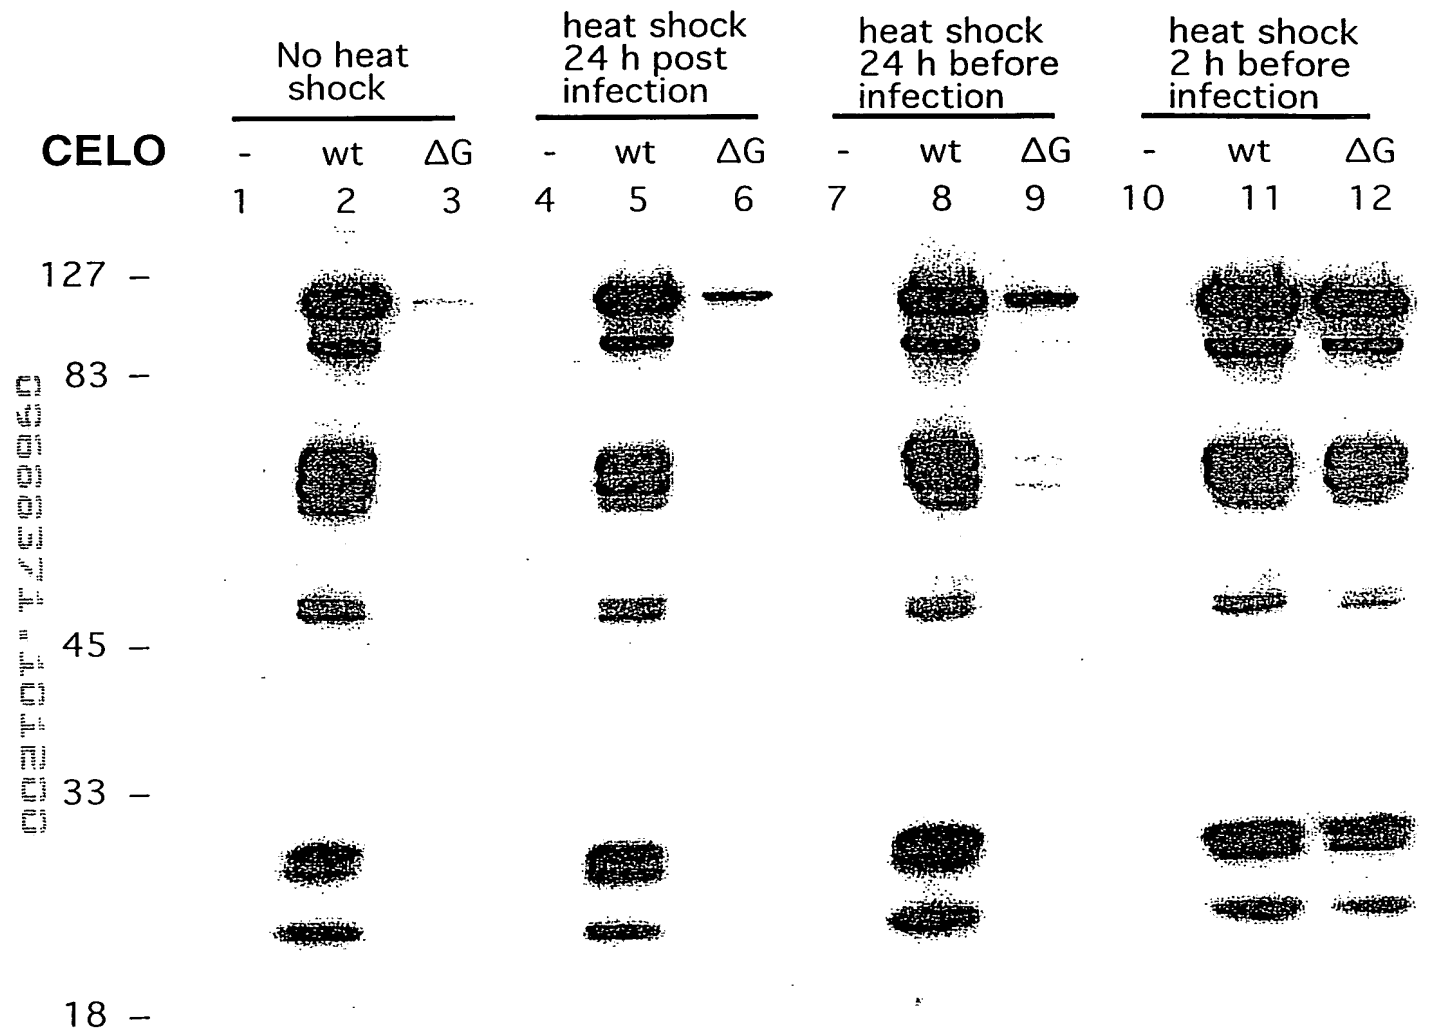 No heat
shock
heat shock
24 h post
infection
heat shock
24 h before
infection
heat shock
2 h before
infection
CELO - wt ΔG - wt ΔG - wt ΔG - wt ΔG
1 2 3 4 5 6 7 8 9 10 11 12
127 –
83 –
45 –
33 –
18 –